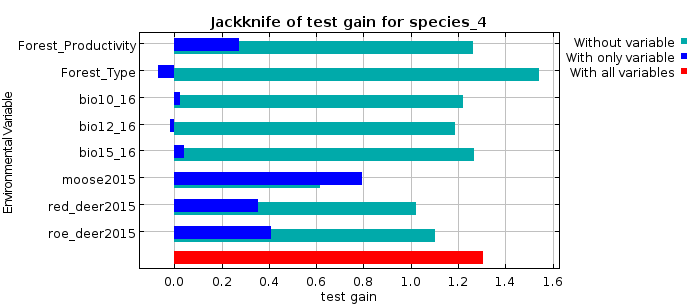 Jackknife of test gain for species_4
Environmental Variable
Forest_Productivity
Forest_Type
bio10_16
bio12_16
bio15_16
moose2015
red_deer2015
roe_deer2015
0.0 0.2 0.4 0.6 0.8 1.0 1.2 1.4 1.6
test gain
Without variable
With only variable
With all variables